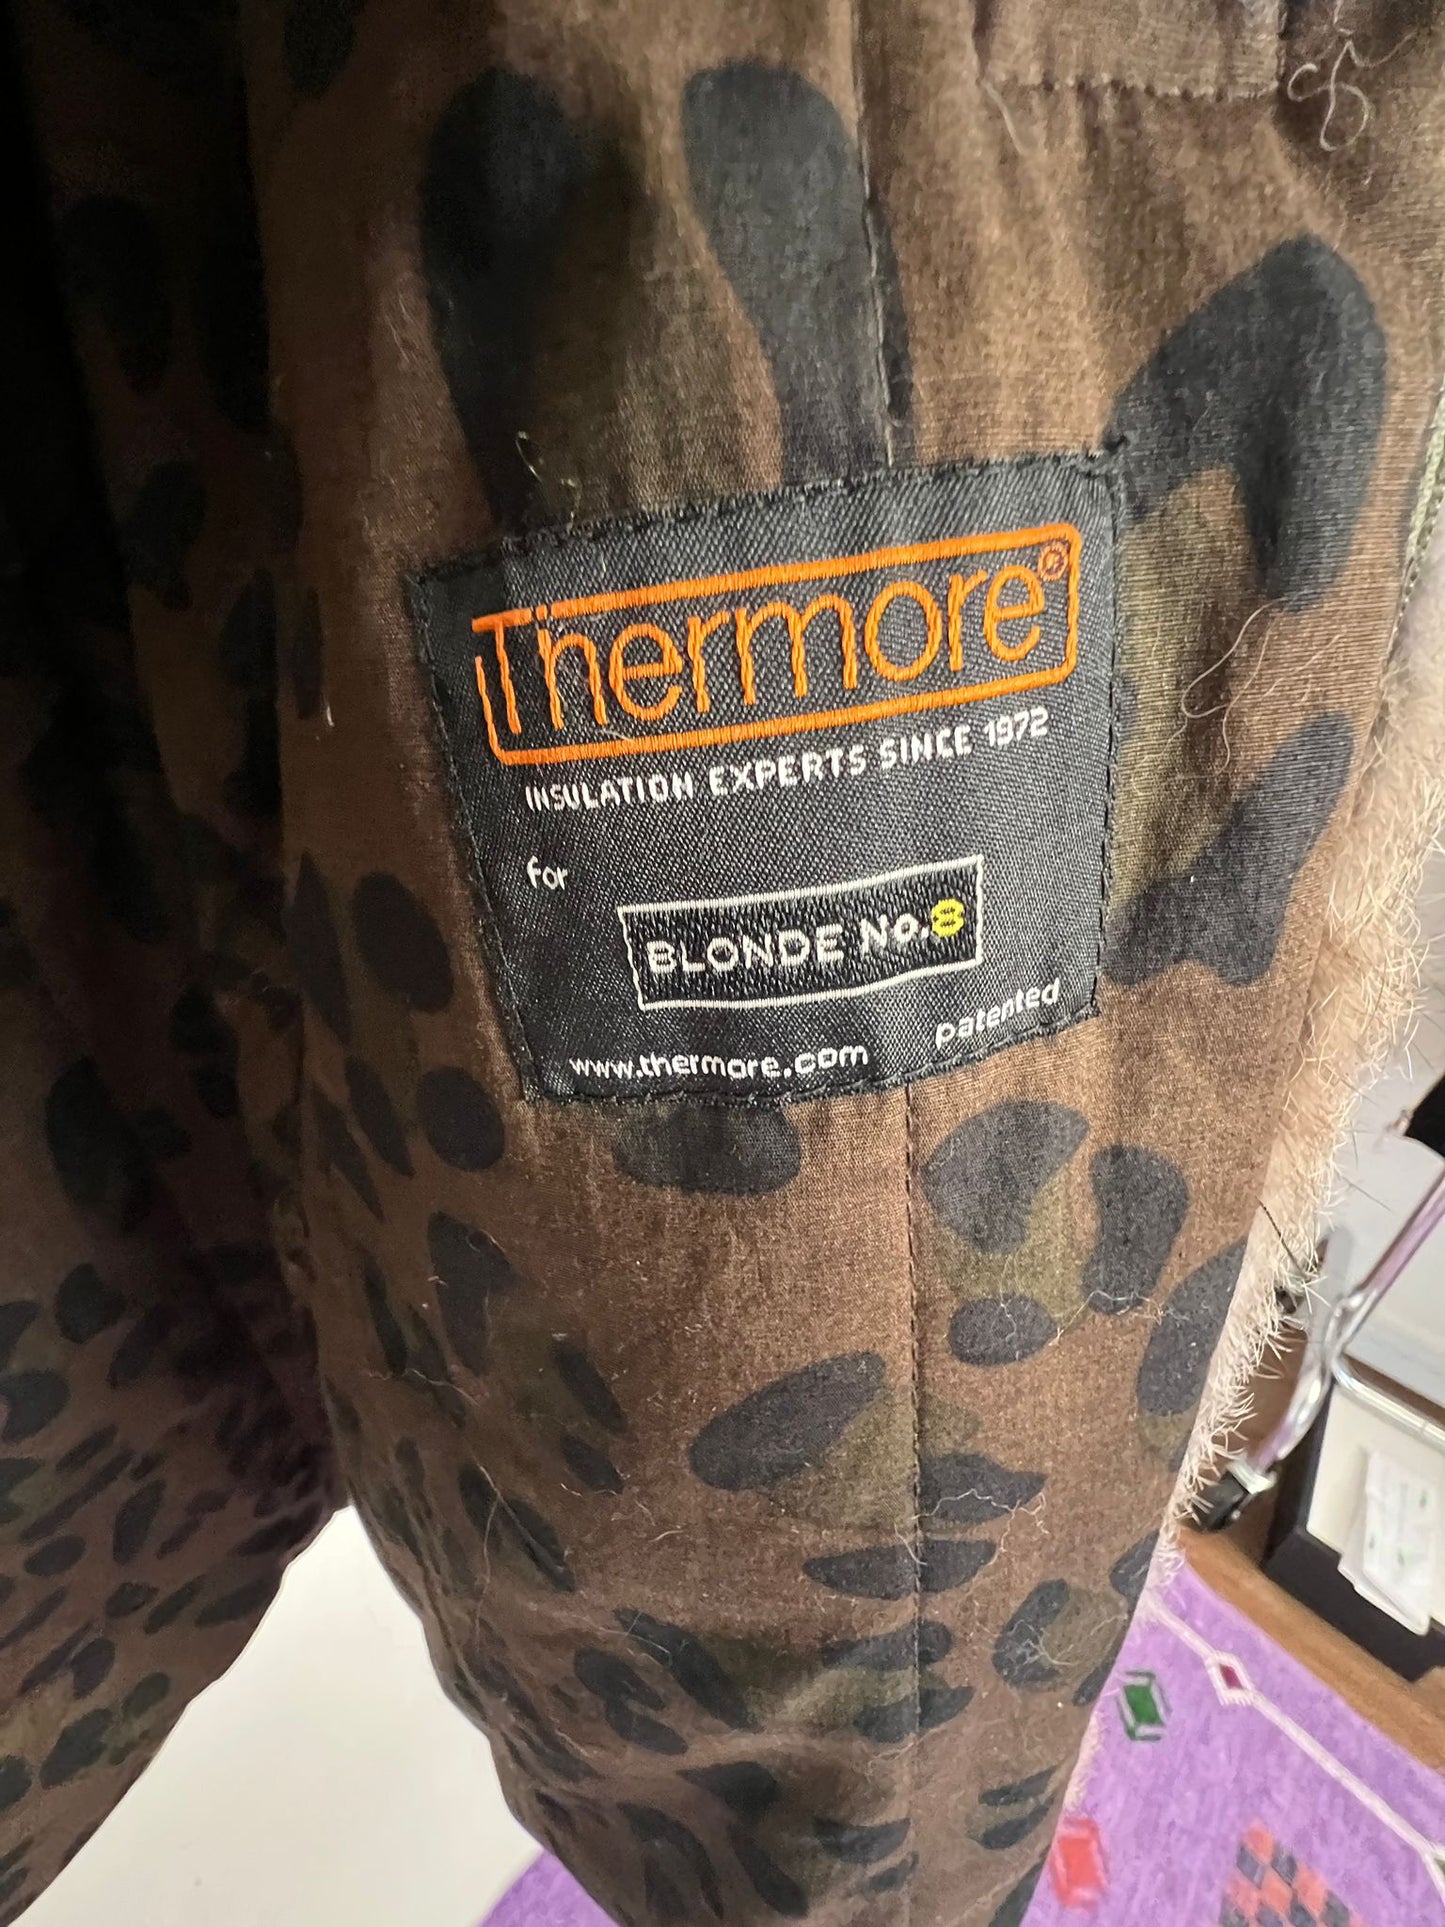 Thermore®
INSULATION EXPERTS SINCE 1972
for
BLONDE No.8
patented
www.thermore.com